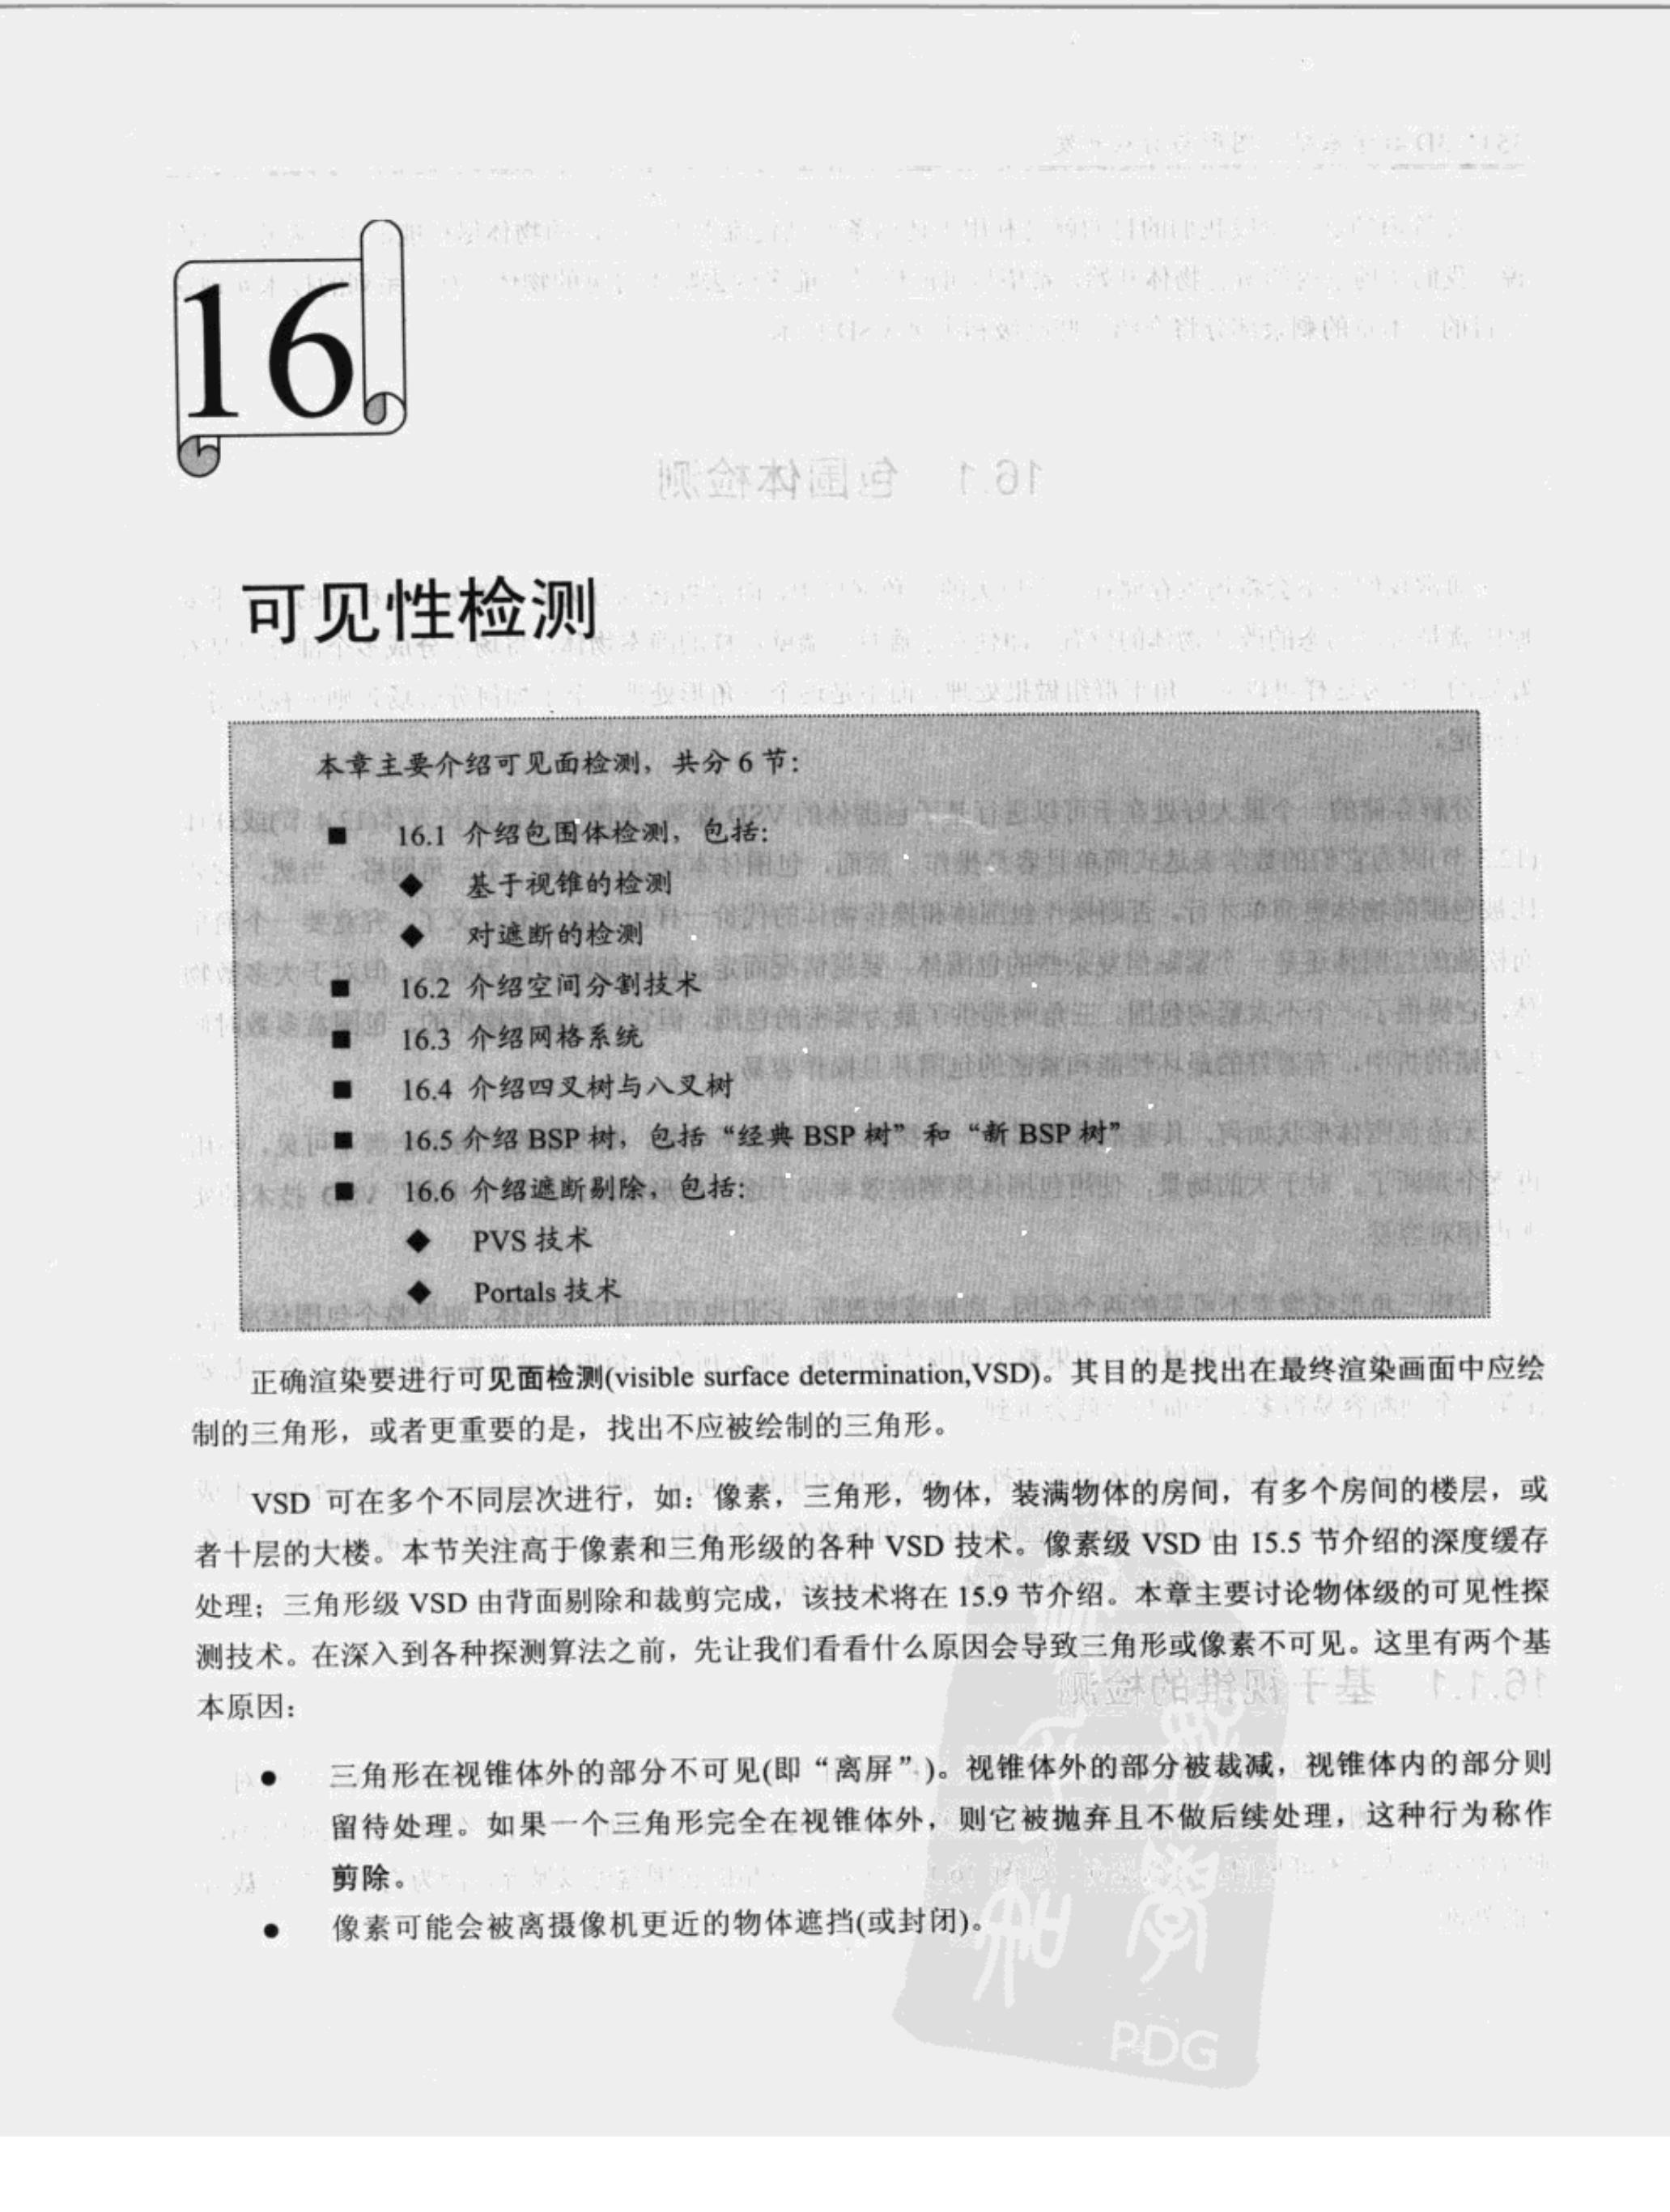 16
可见性检测
本章主要介绍可见面检测，共分 6 节：
■ 16.1 介绍包围体检测，包括：
◆ 基于视锥的检测
◆ 对遮断的检测
■ 16.2 介绍空间分割技术
■ 16.3 介绍网格系统
■ 16.4 介绍四叉树与八叉树
■ 16.5 介绍 BSP 树，包括“经典 BSP 树”和“新 BSP 树”
■ 16.6 介绍遮断剔除，包括：
◆ PVS 技术
◆ Portals 技术
正确渲染要进行可见面检测(visible surface determination,VSD)。其目的是找出在最终渲染画面中应绘
制的三角形，或者更重要的是，找出不应被绘制的三角形。
VSD 可在多个不同层次进行，如：像素，三角形，物体，装满物体的房间，有多个房间的楼层，或
者十层的大楼。本节关注高于像素和三角形级的各种 VSD 技术。像素级 VSD 由 15.5 节介绍的深度缓存
处理；三角形级 VSD 由背面剔除和裁剪完成，该技术将在 15.9 节介绍。本章主要讨论物体级的可见性探
测技术。在深入到各种探测算法之前，先让我们看看什么原因会导致三角形或像素不可见。这里有两个基
本原因：
● 三角形在视锥体外的部分不可见(即“离屏”)。视锥体外的部分被裁减，视锥体内的部分则
留待处理。如果一个三角形完全在视锥体外，则它被抛弃且不做后续处理，这种行为称作
剪除。
● 像素可能会被离摄像机更近的物体遮挡(或封闭)。
PDG